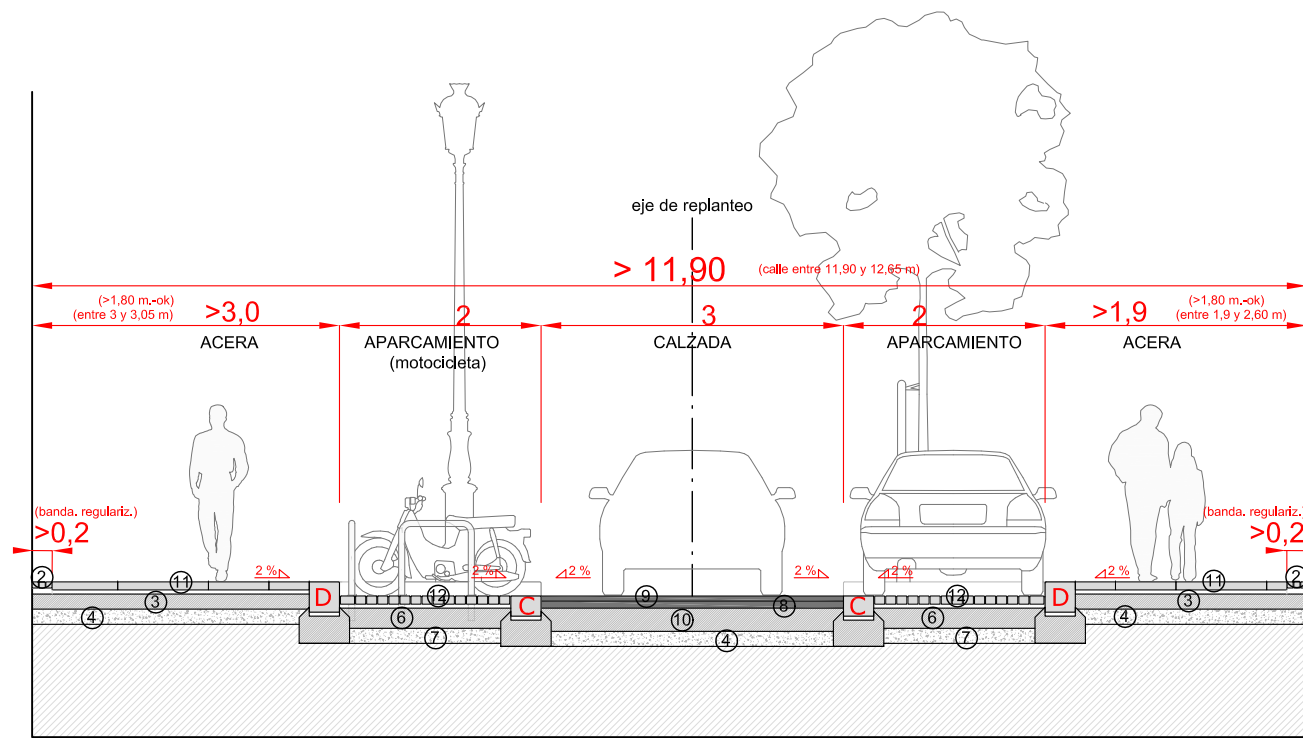 eje de replanteo
> 11,90 (calle entre 11,90 y 12,65 m)
(>1,80 m.-ok)
(entre 3 y 3,05 m)
>3,0
2
3
2
>1,9
(>1,80 m.-ok)
(entre 1,9 y 2,60 m)
ACERA
APARCAMIENTO
(motocicleta)
CALZADA
APARCAMIENTO
ACERA
(banda. regulariz.)
>0,2
(banda. regulariz.)
>0,2
2 %
2 %
2 %
2 %
2 %
2 %
2
11
3
4
D
12
6
7
C
9
8
10
4
C
12
6
7
D
11
2
3
4